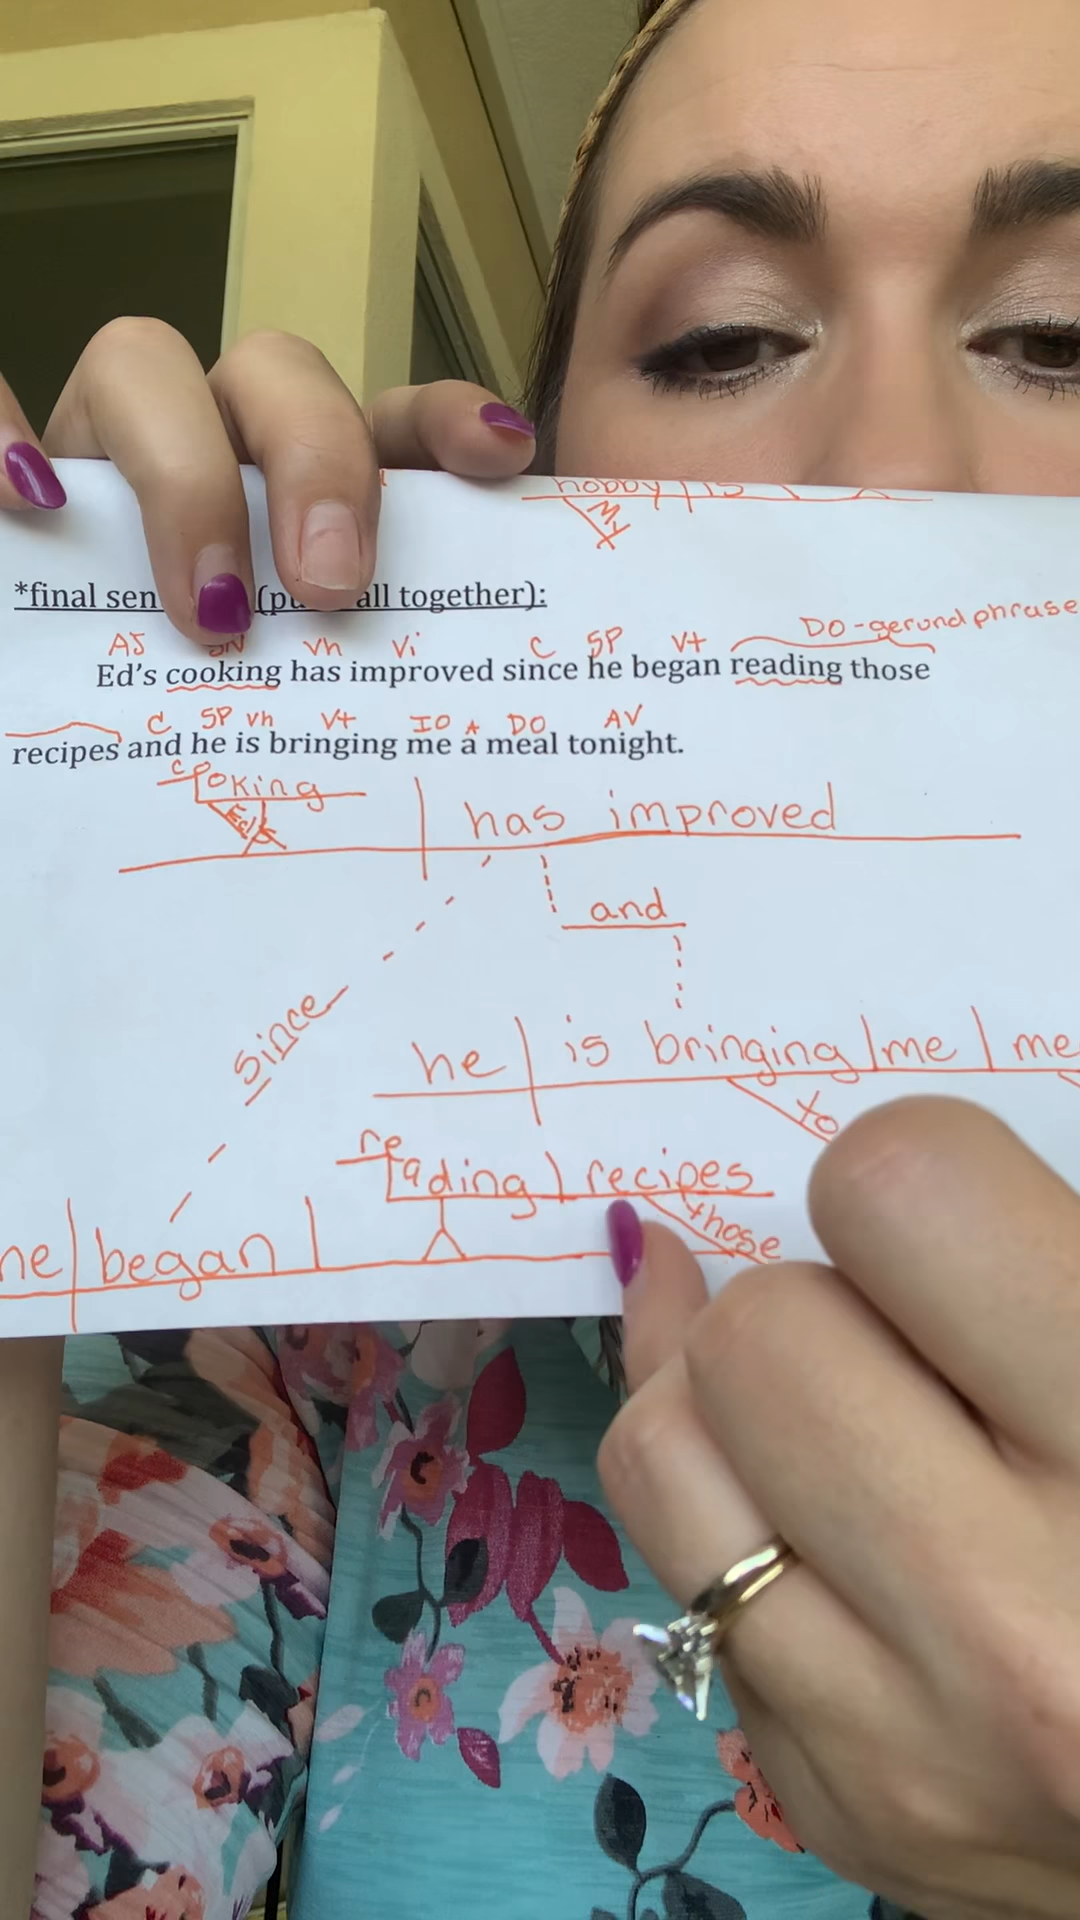 hobby | is
my
*final sen (pu all together):
DO-gerund phrase
AJ SN vh Vi C SP Vt
Ed's cooking has improved since he began reading those
C SP vh Vt IO A DO AV
recipes and he is bringing me a meal tonight.
cooking | has improved
Ed's
and
since
he | is bringing | me | me
to
reading | recipes
those
he | began |